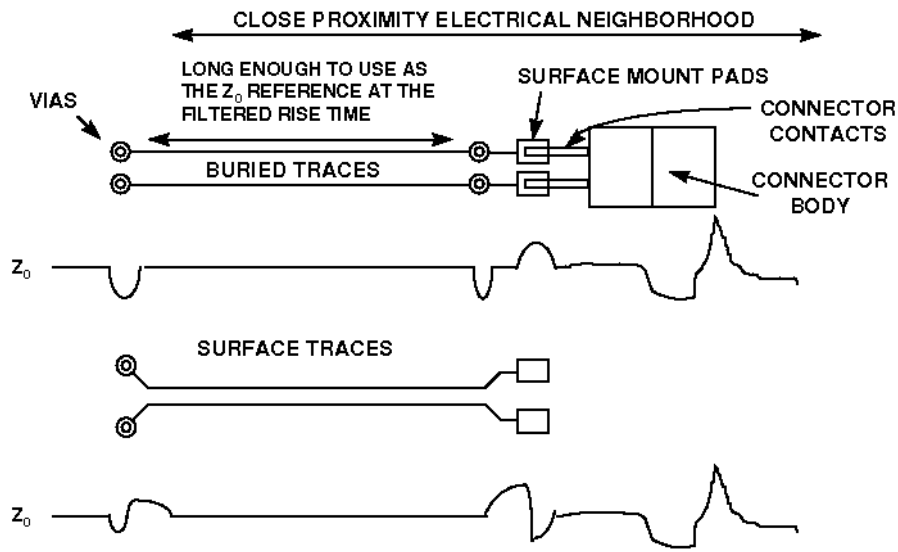 CLOSE PROXIMITY ELECTRICAL NEIGHBORHOOD
LONG ENOUGH TO USE AS
THE Z0 REFERENCE AT THE
FILTERED RISE TIME
SURFACE MOUNT PADS
VIAS
CONNECTOR
CONTACTS
BURIED TRACES
CONNECTOR
BODY
Z0
SURFACE TRACES
Z0